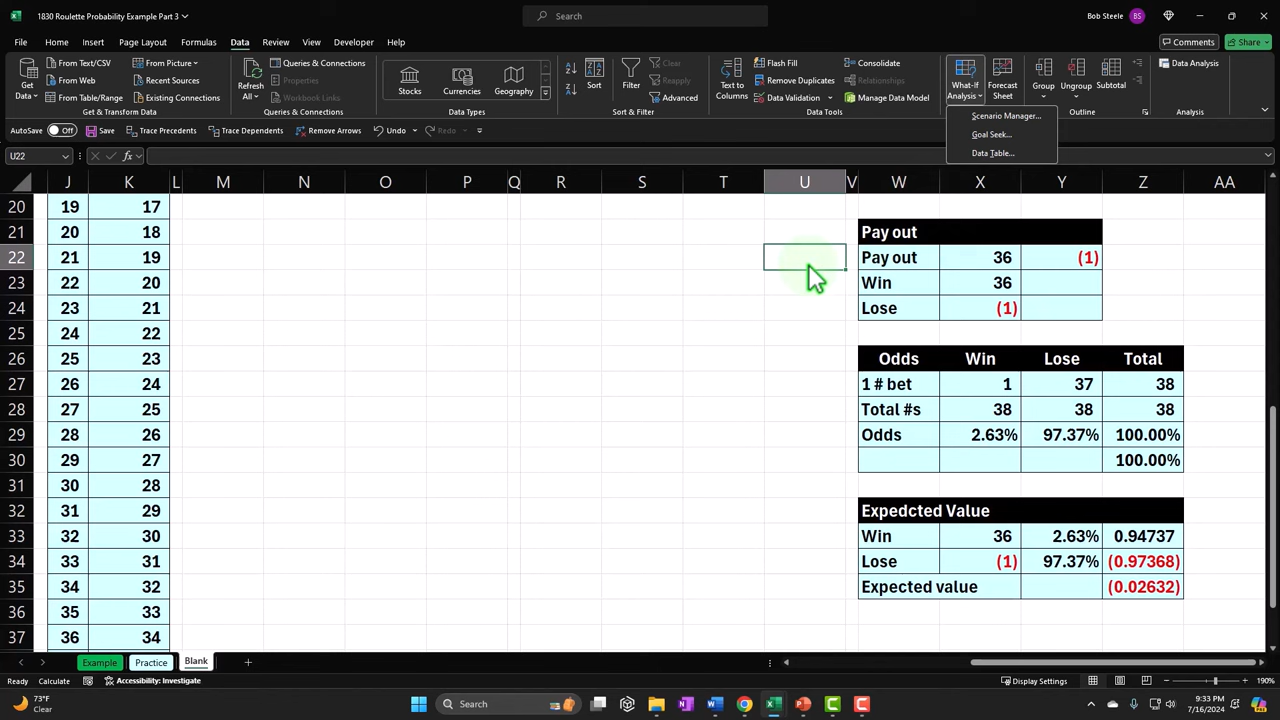 1830 Roulette Probability Example Part 3
Search
Bob Steele
BS
File Home Insert Page Layout Formulas Data Review View Developer Help
Comments Share
Get Data
From Text/CSV
From Web
From Table/Range
From Picture
Recent Sources
Existing Connections
Get & Transform Data
Refresh All
Queries & Connections
Properties
Workbook Links
Queries & Connections
Stocks Currencies Geography
Data Types
Sort
Filter
Clear
Reapply
Advanced
Sort & Filter
Text to Columns
Flash Fill
Remove Duplicates
Data Validation
Consolidate
Relationships
Manage Data Model
Data Tools
What-If Analysis
Forecast Sheet
Group Ungroup Subtotal
Outline
Data Analysis
Analysis
Scenario Manager...
Goal Seek...
Data Table...
AutoSave Off Save Trace Precedents Trace Dependents Remove Arrows Undo Redo
U22 fx
J K L M N O P Q R S T U V W X Y Z AA
20 19 17
21 20 18 Pay out
22 21 19 Pay out 36 (1)
23 22 20 Win 36
24 23 21 Lose (1)
25 24 22
26 25 23 Odds Win Lose Total
27 26 24 1 # bet 1 37 38
28 27 25 Total #s 38 38 38
29 28 26 Odds 2.63% 97.37% 100.00%
30 29 27 100.00%
31 30 28
32 31 29 Expedcted Value
33 32 30 Win 36 2.63% 0.94737
34 33 31 Lose (1) 97.37% (0.97368)
35 34 32 Expected value (0.02632)
36 35 33
37 36 34
Example Practice Blank
Ready Calculate Accessibility: Investigate Display Settings 190%
73°F
Clear
Search
9:33 PM
7/16/2024